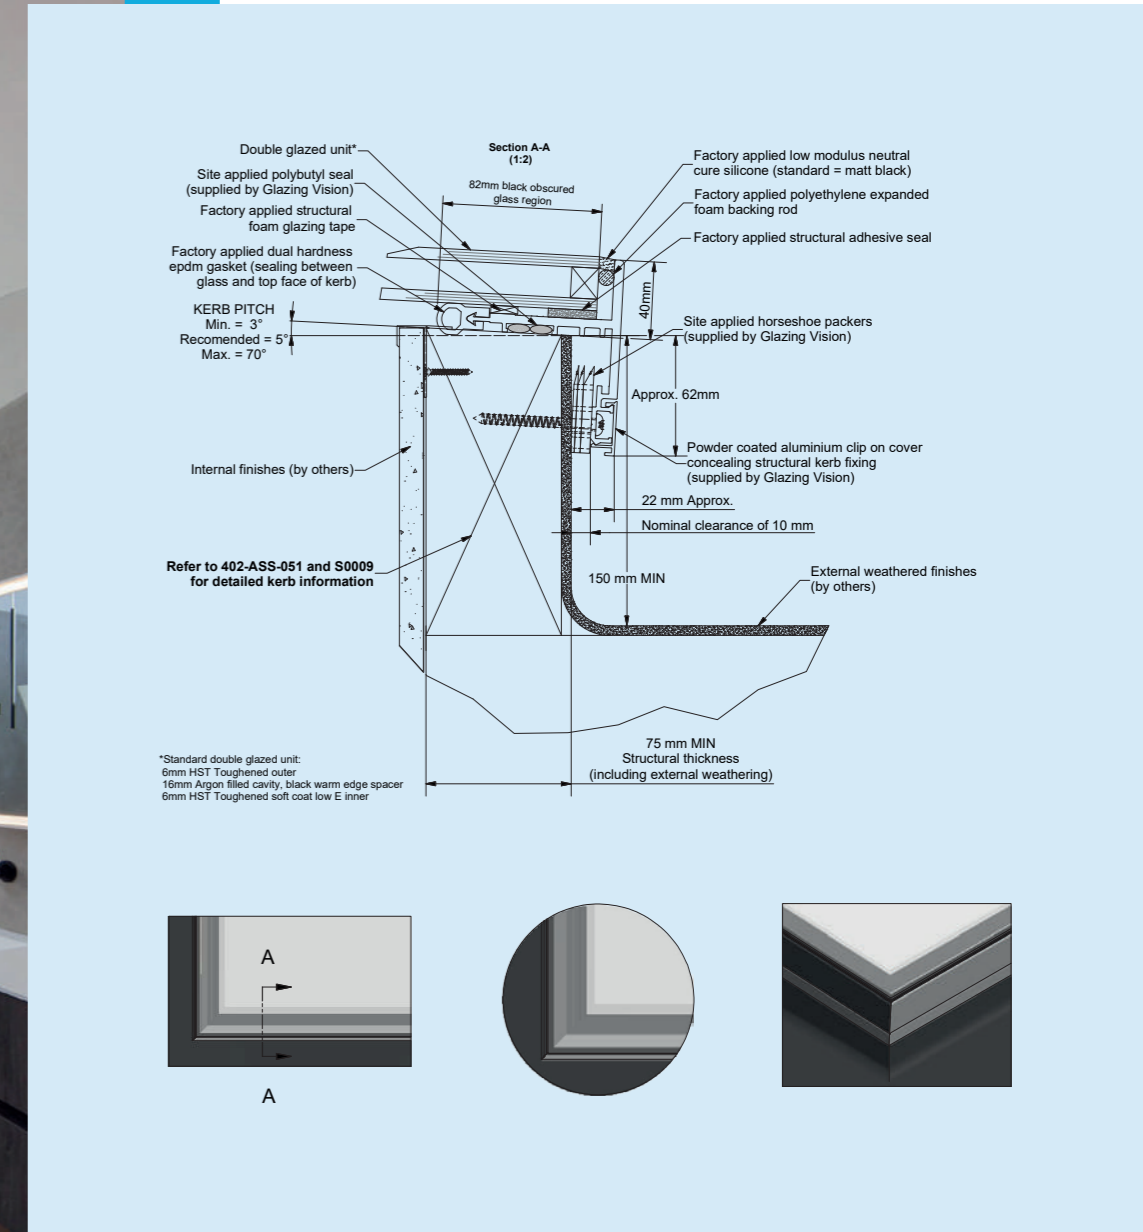 Section A-A
(1:2)
Double glazed unit*
Site applied polybutyl seal
(supplied by Glazing Vision)
Factory applied structural
foam glazing tape
Factory applied dual hardness
epdm gasket (sealing between
glass and top face of kerb)
KERB PITCH
Min. = 3°
Recomended = 5°
Max. = 70°
82mm black obscured
glass region
Factory applied low modulus neutral
cure silicone (standard = matt black)
Factory applied polyethylene expanded
foam backing rod
Factory applied structural adhesive seal
40mm
Site applied horseshoe packers
(supplied by Glazing Vision)
Approx. 62mm
Powder coated aluminium clip on cover
concealing structural kerb fixing
(supplied by Glazing Vision)
Internal finishes (by others)
22 mm Approx.
Nominal clearance of 10 mm
Refer to 402-ASS-051 and S0009
for detailed kerb information
150 mm MIN
External weathered finishes
(by others)
75 mm MIN
Structural thickness
(including external weathering)
*Standard double glazed unit:
6mm HST Toughened outer
16mm Argon filled cavity, black warm edge spacer
6mm HST Toughened soft coat low E inner
A
A